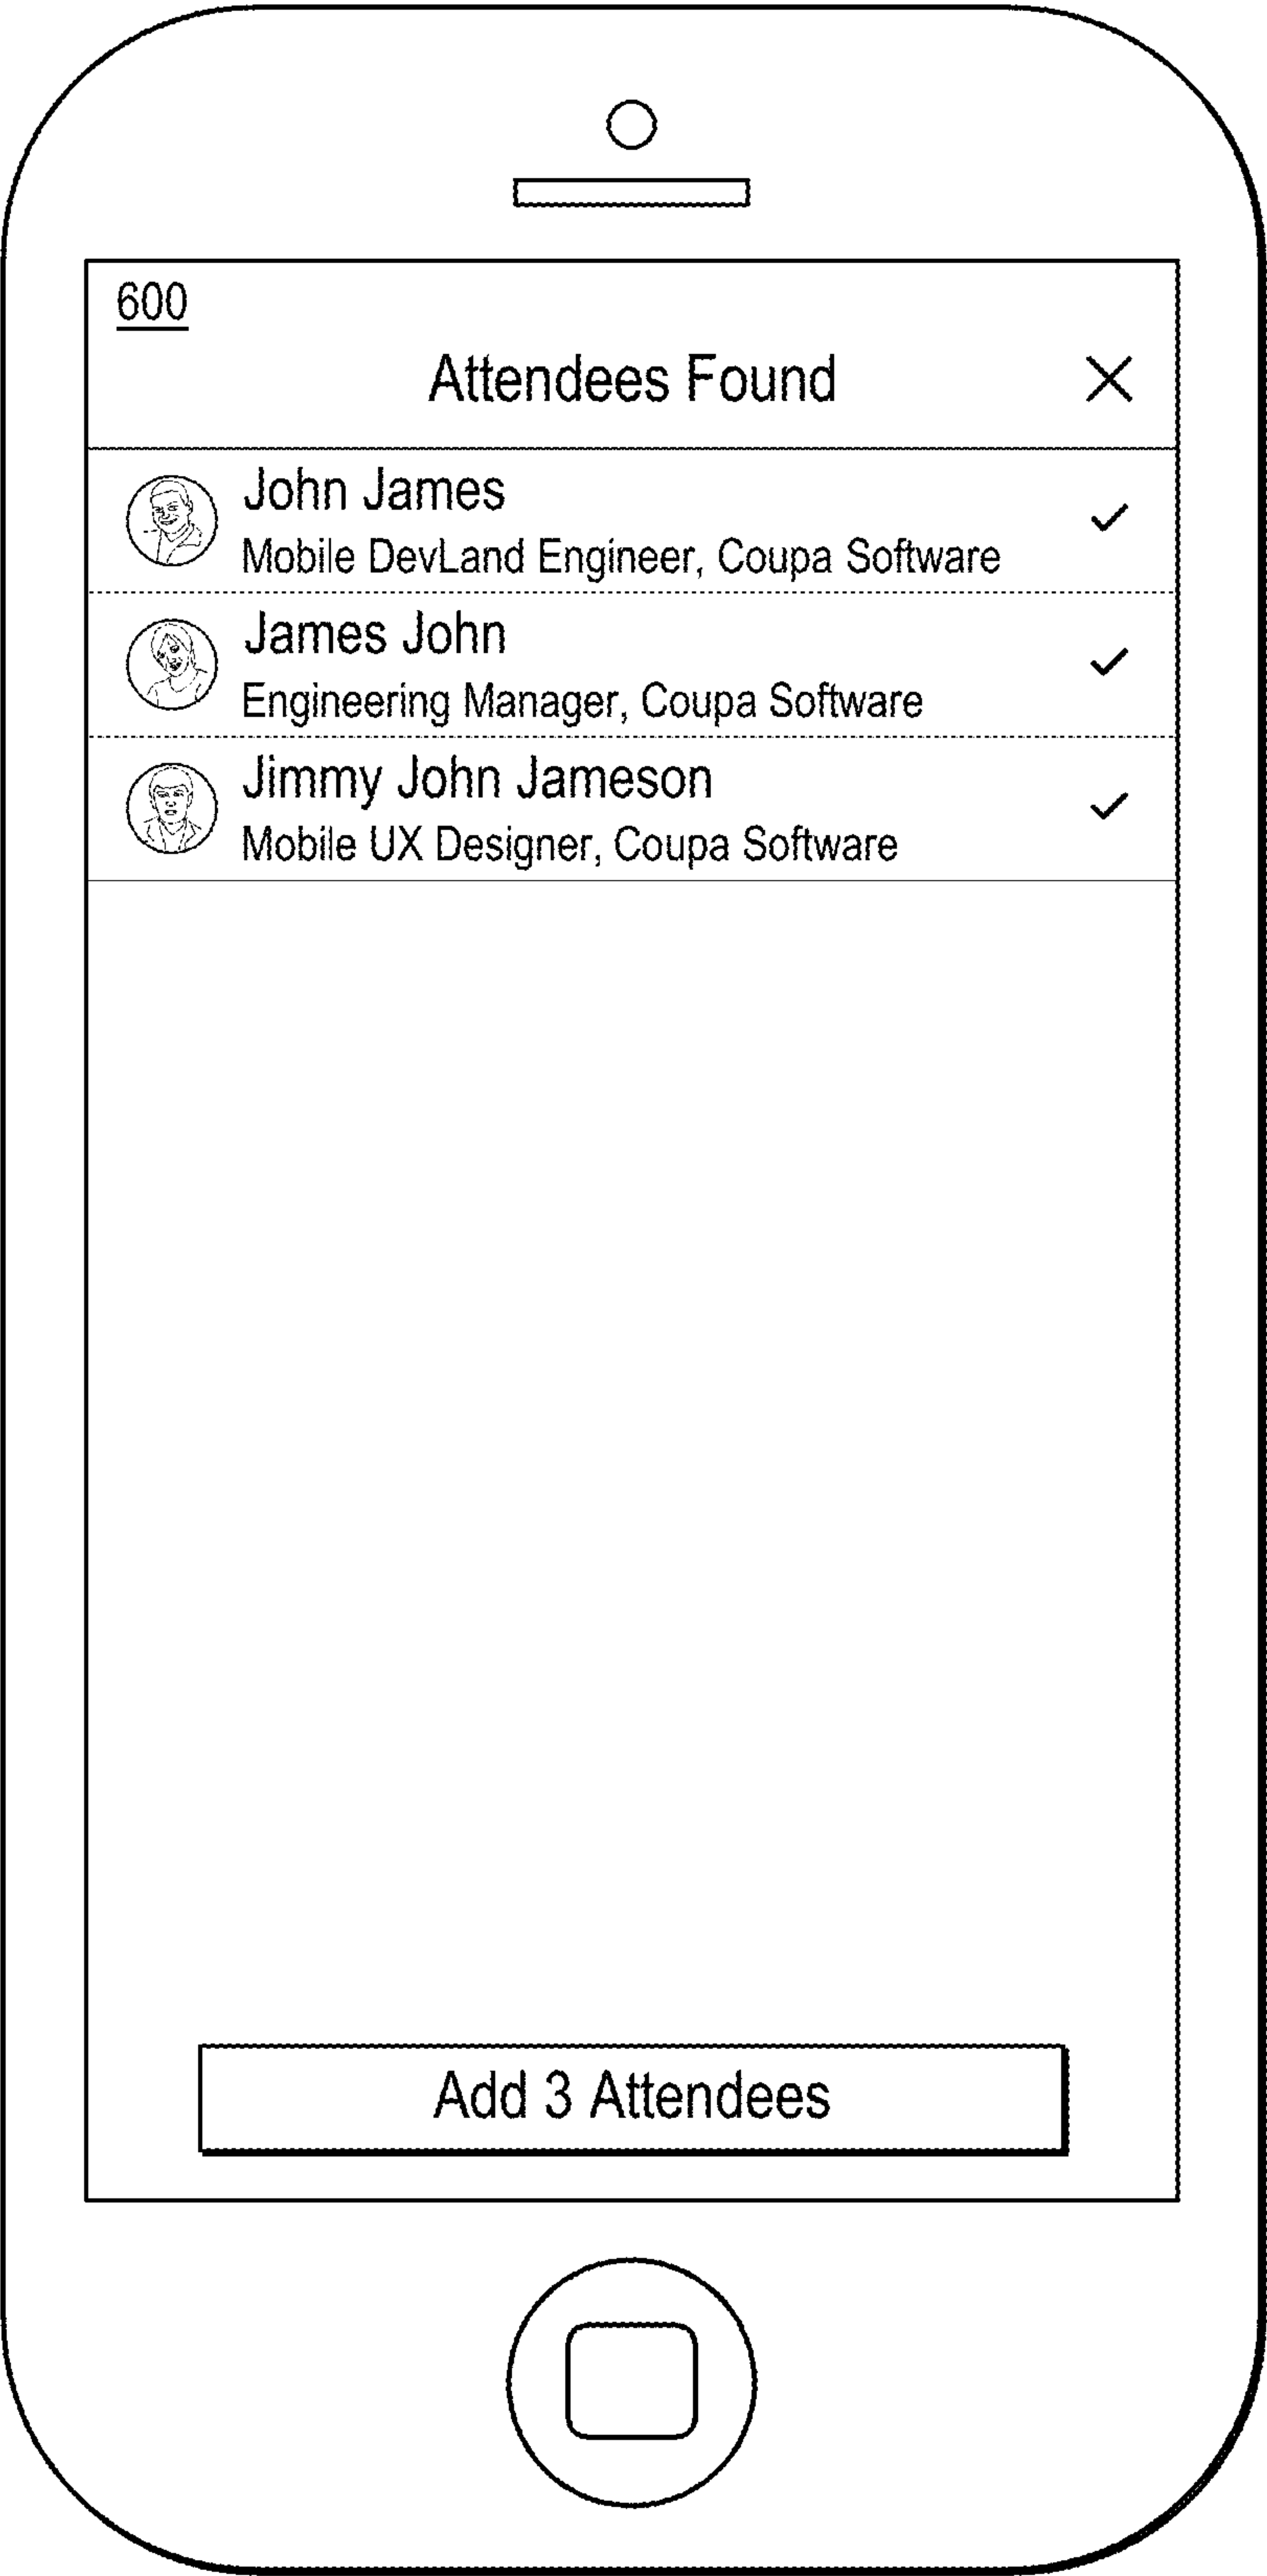 600
Attendees Found
John James
Mobile DevLand Engineer, Coupa Software
James John
Engineering Manager, Coupa Software
Jimmy John Jameson
Mobile UX Designer, Coupa Software
Add 3 Attendees